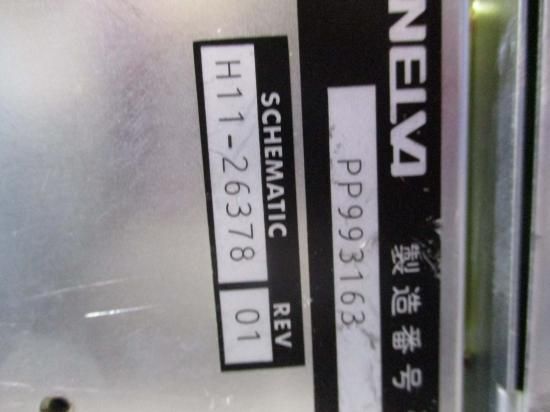 NELVA
製造番号
PP993163
SCHEMATIC REV
H11-26378 01